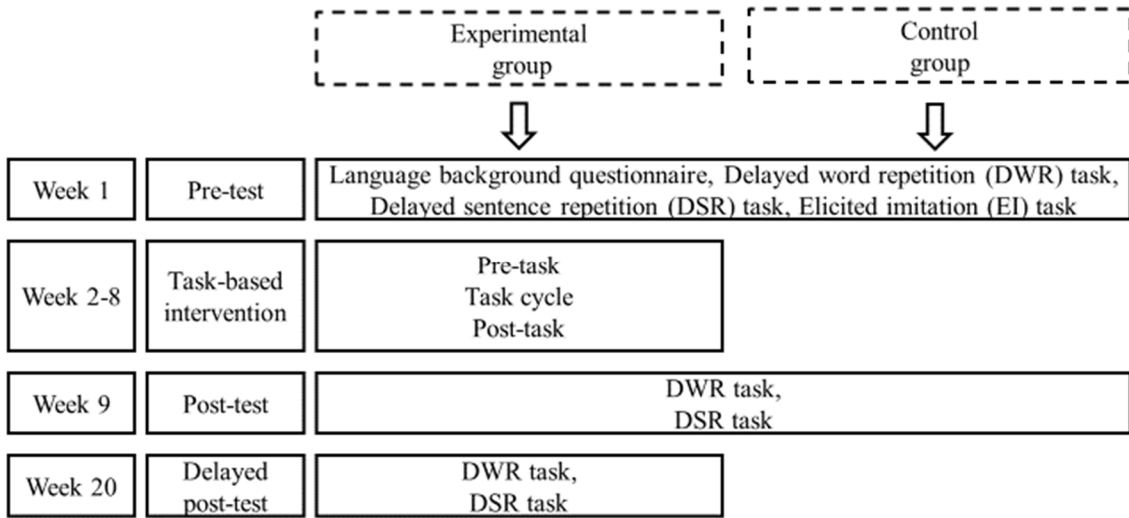 Experimental
group
Control
group
Week 1
Pre-test
Language background questionnaire, Delayed word repetition (DWR) task,
Delayed sentence repetition (DSR) task, Elicited imitation (EI) task
Week 2-8
Task-based
intervention
Pre-task
Task cycle
Post-task
Week 9
Post-test
DWR task,
DSR task
Week 20
Delayed
post-test
DWR task,
DSR task